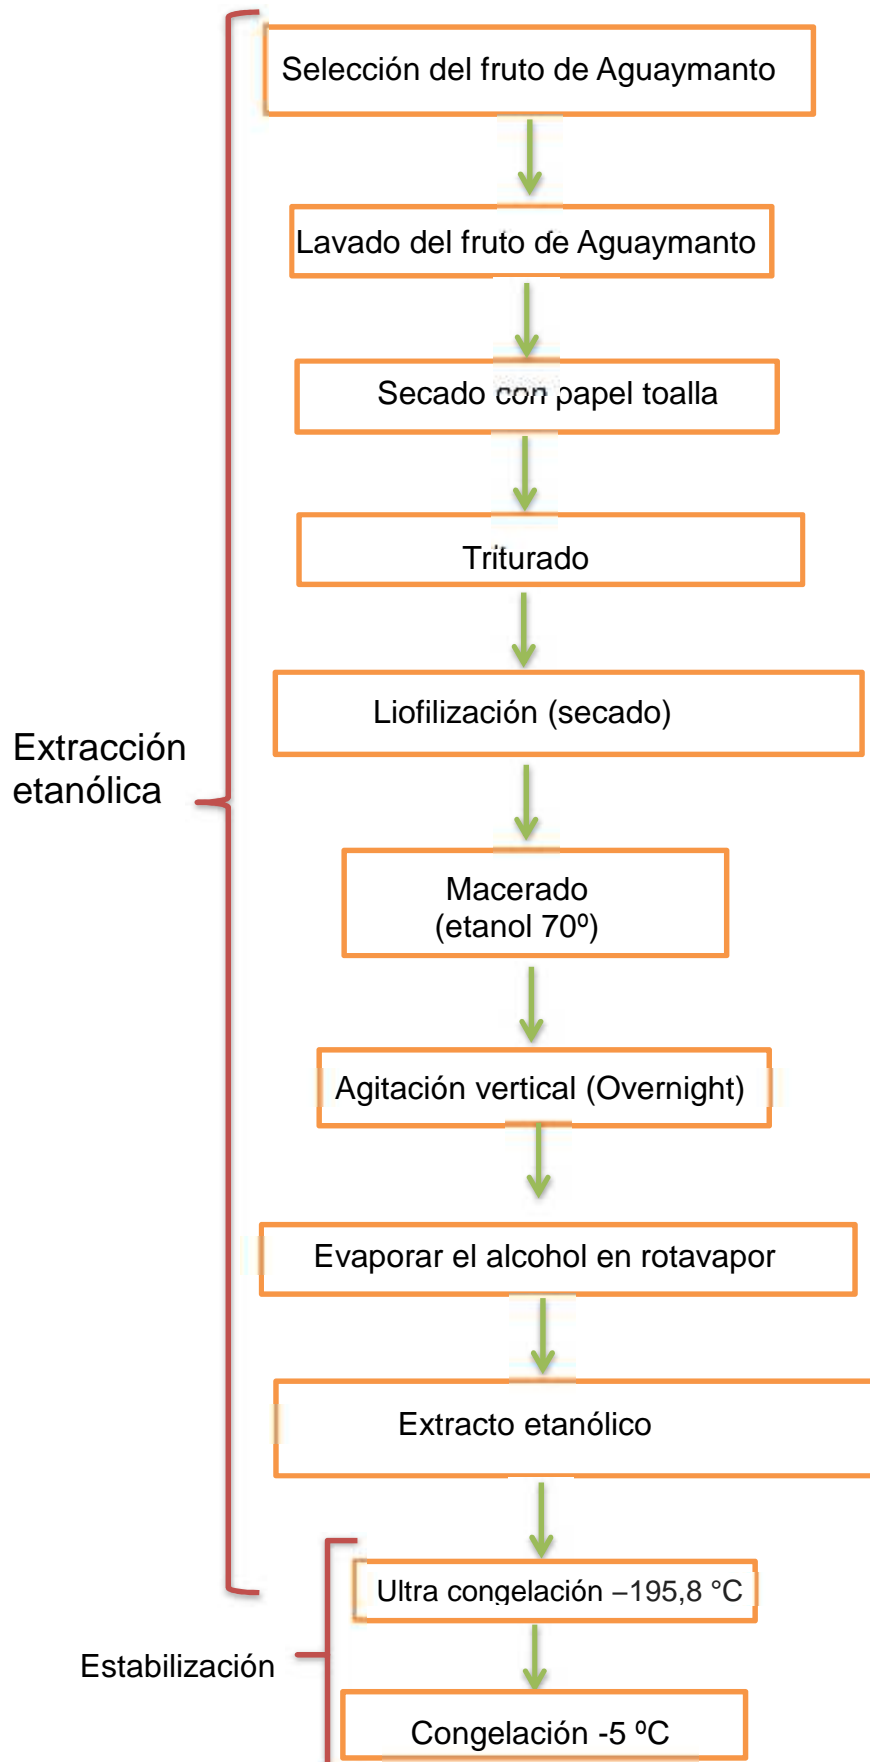 Selección del fruto de Aguaymanto
Lavado del fruto de Aguaymanto
Secado con papel toalla
Triturado
Liofilización (secado)
Extracción
etanólica
Macerado
(etanol 70º)
Agitación vertical (Overnight)
Evaporar el alcohol en rotavapor
Extracto etanólico
Ultra congelación –195,8 °C
Estabilización
Congelación -5 ºC